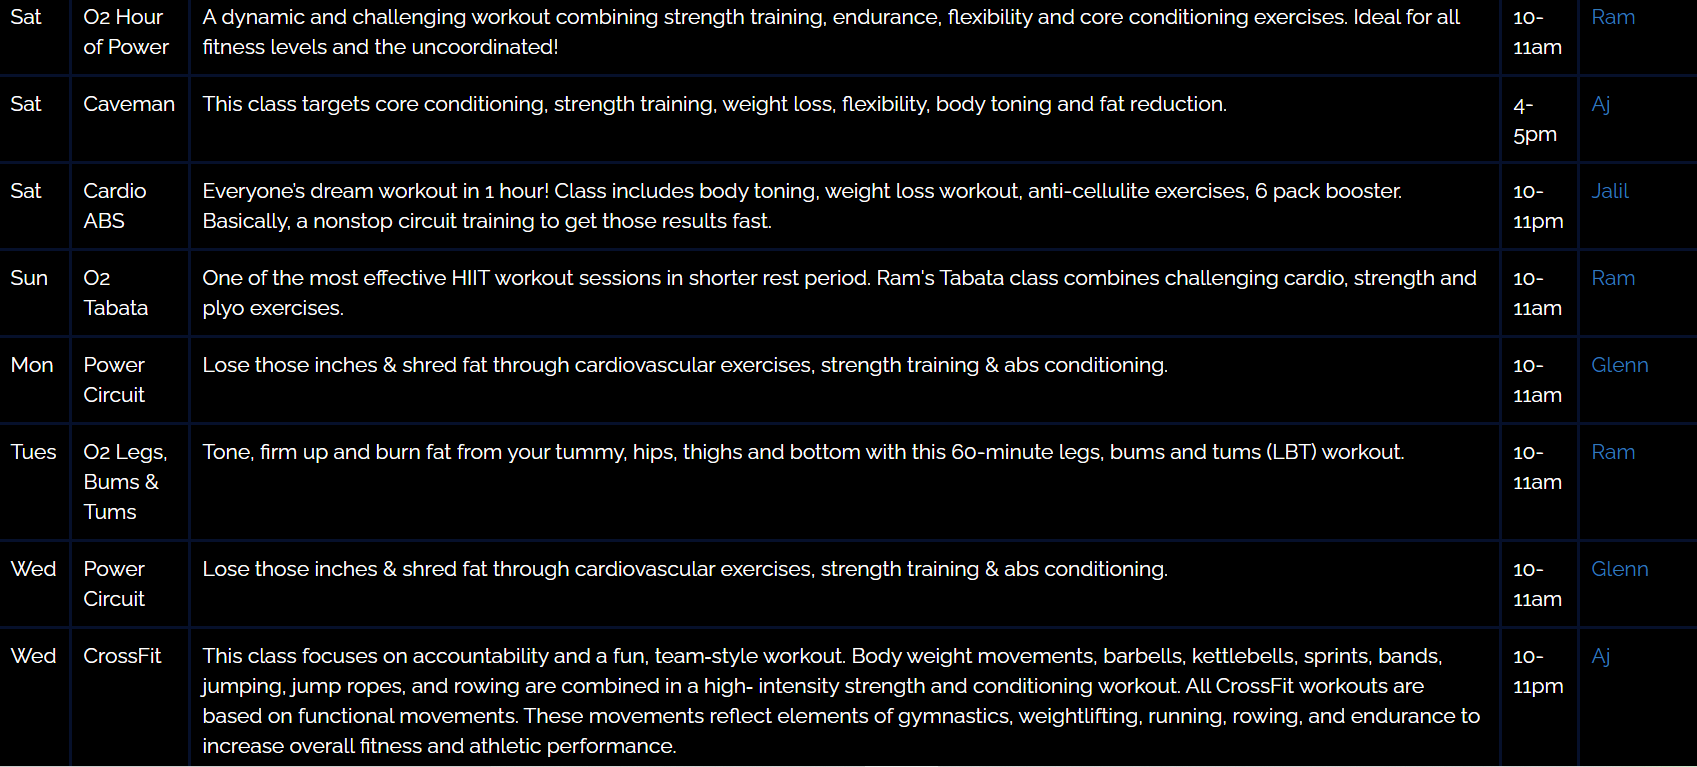 Sat O2 Hour A dynamic and challenging workout combining strength training, endurance, flexibility and core conditioning exercises. Ideal for all 10- Ram
of Power fitness levels and the uncoordinated! 11am
Sat Caveman This class targets core conditioning, strength training, weight loss, flexibility, body toning and fat reduction. 4- Aj
5pm
Sat Cardio Everyone's dream workout in 1 hour! Class includes body toning, weight loss workout, anti-cellulite exercises, 6 pack booster. 10- Jalil
ABS Basically, a nonstop circuit training to get those results fast. 11pm
Sun O2 One of the most effective HIIT workout sessions in shorter rest period. Ram's Tabata class combines challenging cardio, strength and 10- Ram
Tabata plyo exercises. 11am
Mon Power Lose those inches & shred fat through cardiovascular exercises, strength training & abs conditioning. 10- Glenn
Circuit 11am
Tues O2 Legs, Tone, firm up and burn fat from your tummy, hips, thighs and bottom with this 60-minute legs, bums and tums (LBT) workout. 10- Ram
Bums & 11am
Tums
Wed Power Lose those inches & shred fat through cardiovascular exercises, strength training & abs conditioning. 10- Glenn
Circuit 11am
Wed CrossFit This class focuses on accountability and a fun, team-style workout. Body weight movements, barbells, kettlebells, sprints, bands, 10- Aj
jumping, jump ropes, and rowing are combined in a high- intensity strength and conditioning workout. All CrossFit workouts are 11pm
based on functional movements. These movements reflect elements of gymnastics, weightlifting, running, rowing, and endurance to
increase overall fitness and athletic performance.